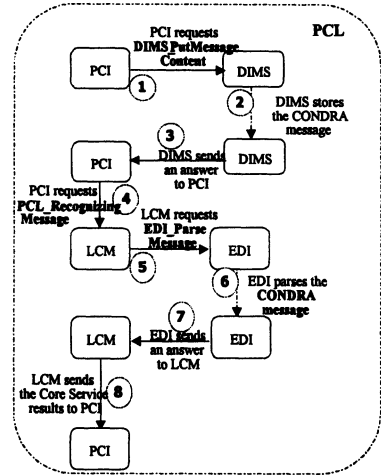 PCL
PCI requests
DIMS_PutMessage
Content
PCI
DIMS
1
2
DIMS stores
the CONDRA
message
3
PCI
DIMS
DIMS sends
an answer
to PCI
PCI requests
PCL_Recognizing
Message
4
LCM requests
EDI_Parse
Message
LCM
EDI
5
6
EDI parses the
CONDRA
message
7
LCM
EDI
EDI sends
an answer
to LCM
LCM sends
the Core Service
results to PCI
8
PCI